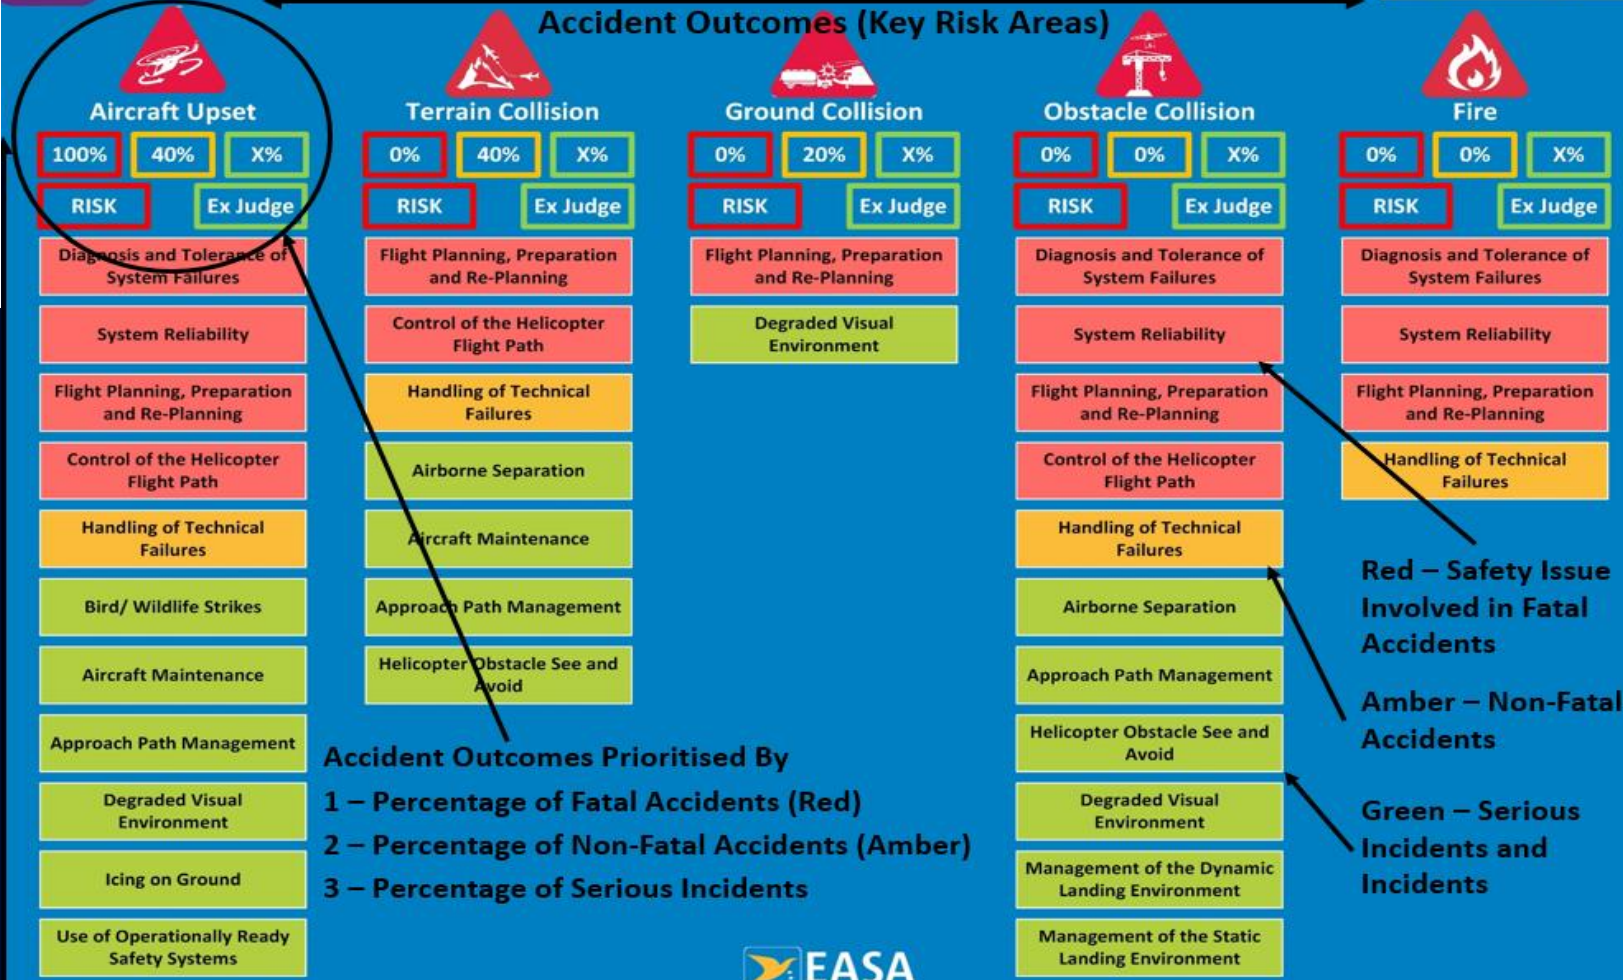 Accident Outcomes (Key Risk Areas)
Aircraft Upset
100%
40%
X%
RISK
Ex Judge
Diagnosis and Tolerance of
System Failures
System Reliability
Flight Planning, Preparation
and Re-Planning
Control of the Helicopter
Flight Path
Handling of Technical
Failures
Bird/ Wildlife Strikes
Aircraft Maintenance
Approach Path Management
Degraded Visual
Environment
Icing on Ground
Use of Operationally Ready
Safety Systems
Terrain Collision
0%
40%
X%
RISK
Ex Judge
Flight Planning, Preparation
and Re-Planning
Control of the Helicopter
Flight Path
Handling of Technical
Failures
Airborne Separation
Aircraft Maintenance
Approach Path Management
Helicopter Obstacle See and
Avoid
Ground Collision
0%
20%
X%
RISK
Ex Judge
Flight Planning, Preparation
and Re-Planning
Degraded Visual
Environment
Obstacle Collision
0%
0%
X%
RISK
Ex Judge
Diagnosis and Tolerance of
System Failures
System Reliability
Flight Planning, Preparation
and Re-Planning
Control of the Helicopter
Flight Path
Handling of Technical
Failures
Airborne Separation
Approach Path Management
Helicopter Obstacle See and
Avoid
Degraded Visual
Environment
Management of the Dynamic
Landing Environment
Management of the Static
Landing Environment
Fire
0%
0%
X%
RISK
Ex Judge
Diagnosis and Tolerance of
System Failures
System Reliability
Flight Planning, Preparation
and Re-Planning
Handling of Technical
Failures
Red – Safety Issue
Involved in Fatal
Accidents
Amber – Non-Fatal
Accidents
Green – Serious
Incidents and
Incidents
Accident Outcomes Prioritised By
1 – Percentage of Fatal Accidents (Red)
2 – Percentage of Non-Fatal Accidents (Amber)
3 – Percentage of Serious Incidents
EASA